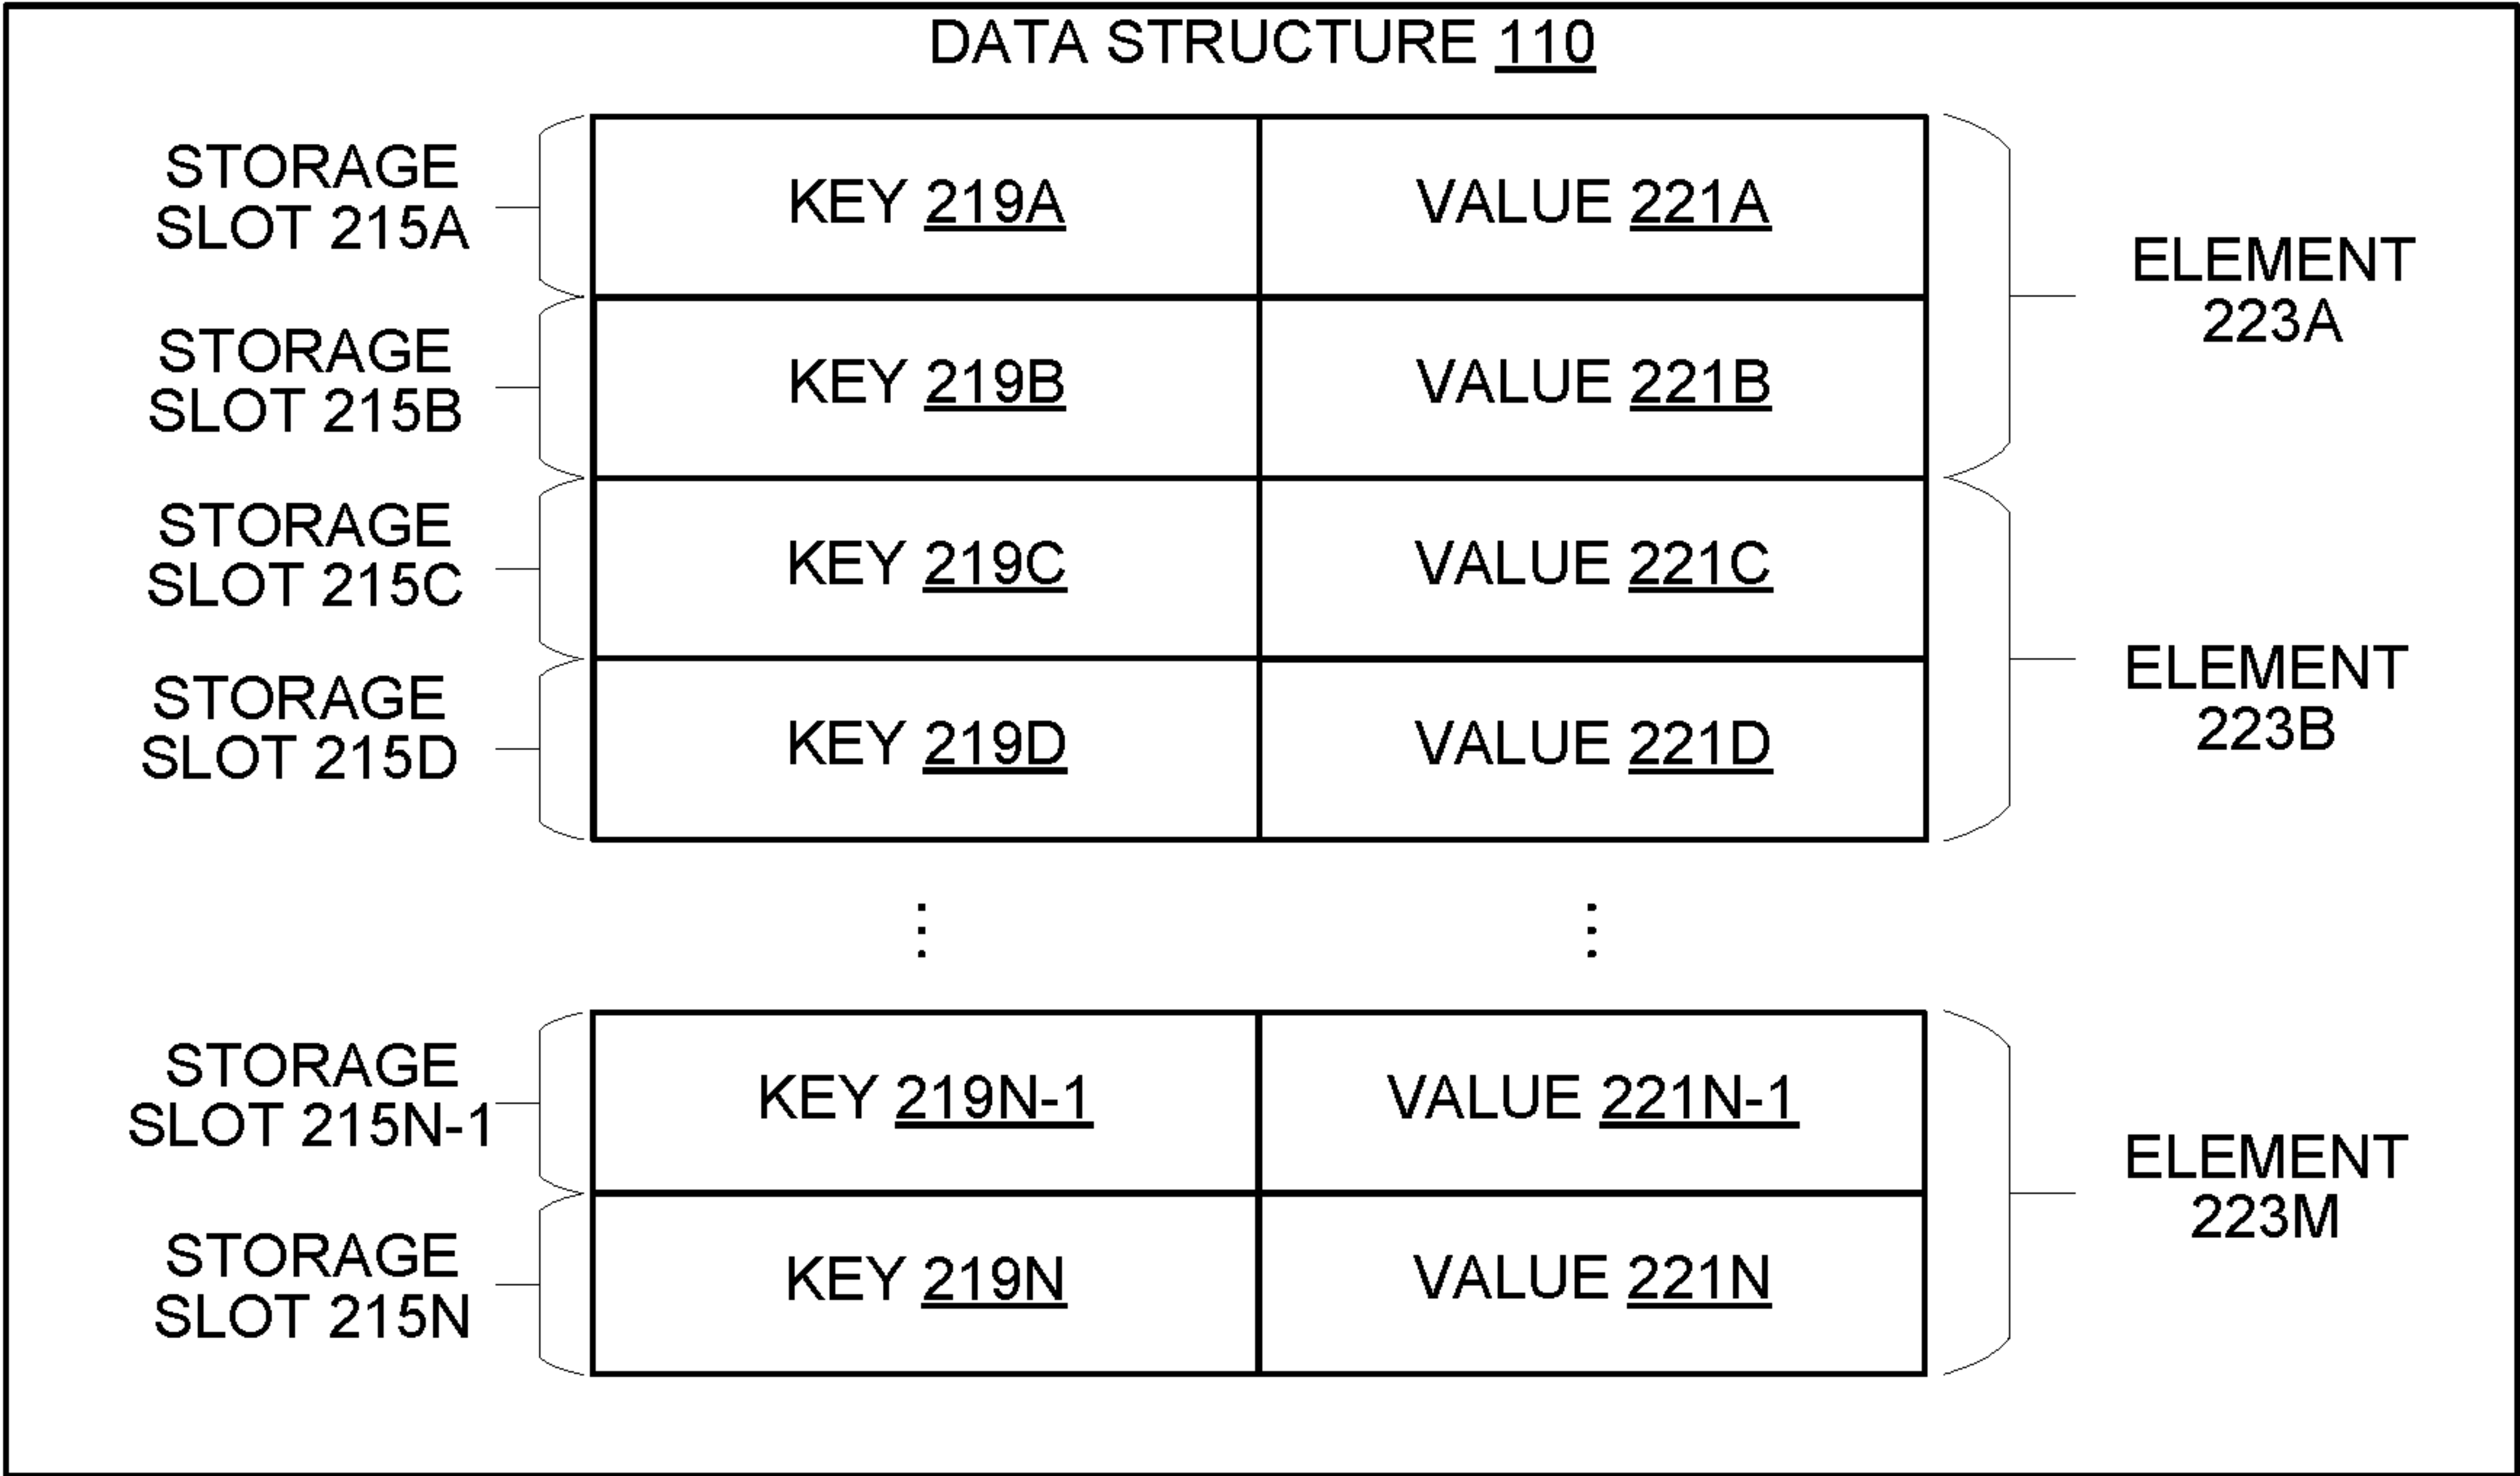 DATA STRUCTURE 110
STORAGE
SLOT 215A
KEY 219A
VALUE 221A
ELEMENT
223A
STORAGE
SLOT 215B
KEY 219B
VALUE 221B
STORAGE
SLOT 215C
KEY 219C
VALUE 221C
ELEMENT
223B
STORAGE
SLOT 215D
KEY 219D
VALUE 221D
STORAGE
SLOT 215N-1
KEY 219N-1
VALUE 221N-1
ELEMENT
223M
STORAGE
SLOT 215N
KEY 219N
VALUE 221N